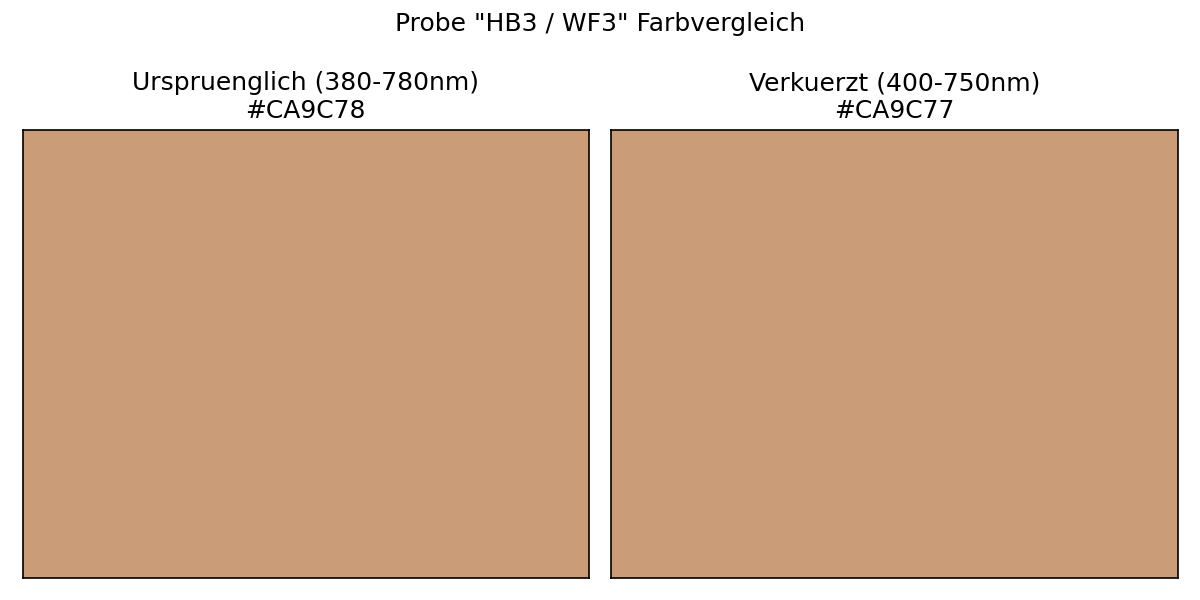 Probe "HB3 / WF3" Farbvergleich
Urspruenglich (380-780nm)
#CA9C78
Verkuerzt (400-750nm)
#CA9C77